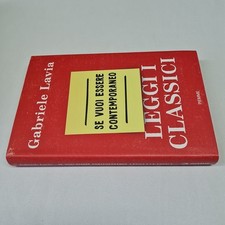 Gabriele Lavia
SE VUOI ESSERE
CONTEMPORANEO
LEGGI I
CLASSICI